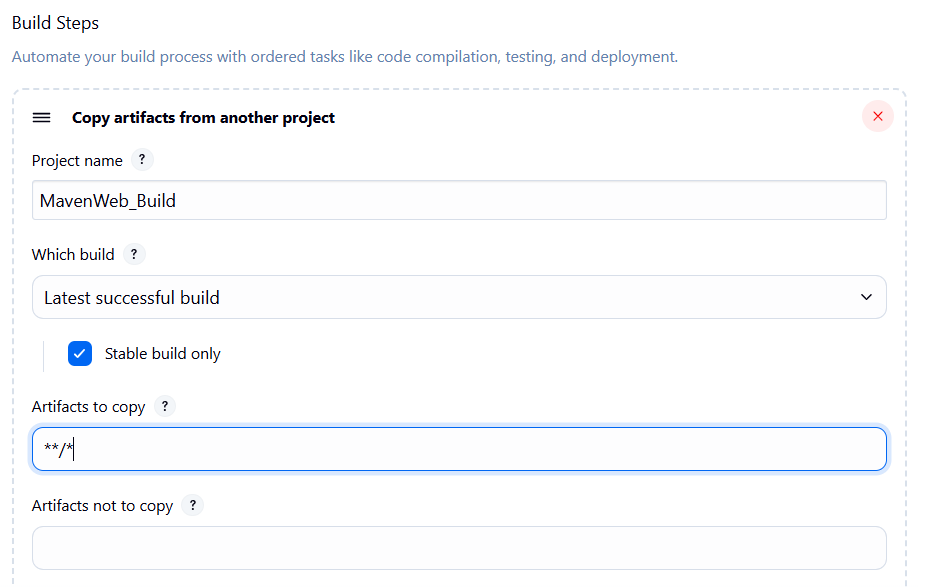 Build Steps
Automate your build process with ordered tasks like code compilation, testing, and deployment.
Copy artifacts from another project
Project name ?
MavenWeb_Build
Which build ?
Latest successful build
Stable build only
Artifacts to copy ?
**/*
Artifacts not to copy ?